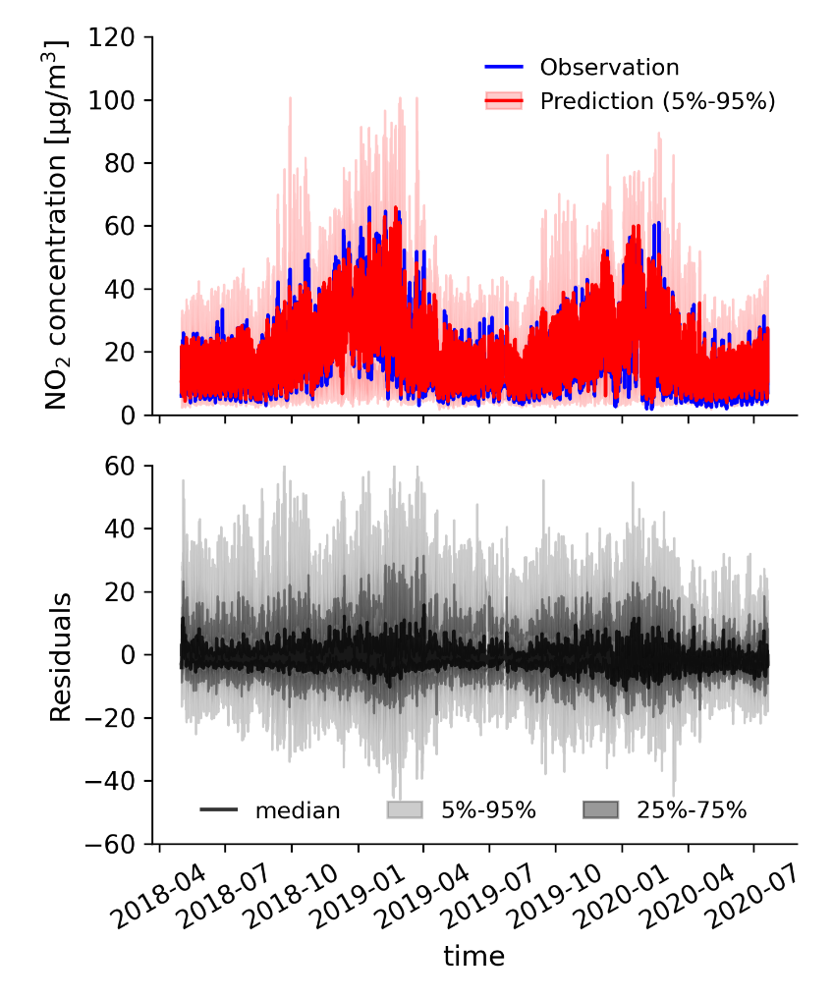 NO₂ concentration [µg/m³]
120
100
80
60
40
20
0
Observation
Prediction (5%-95%)
Residuals
60
40
20
0
−20
−40
−60
median 5%-95% 25%-75%
2018-04 2018-07 2018-10 2019-01 2019-04 2019-07 2019-10 2020-01 2020-04 2020-07
time